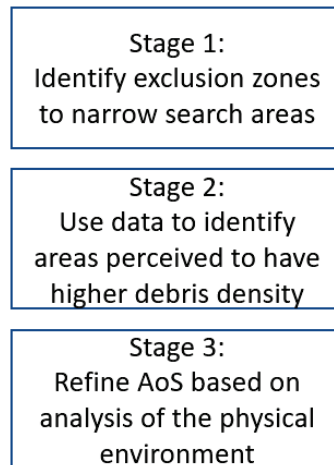 Stage 1:
Identify exclusion zones
to narrow search areas
Stage 2:
Use data to identify
areas perceived to have
higher debris density
Stage 3:
Refine AoS based on
analysis of the physical
environment